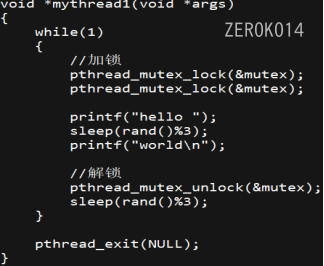 void *mythread1(void *args)
{
    while(1)
    {
        //加锁
        pthread_mutex_lock(&mutex);
        pthread_mutex_lock(&mutex);

        printf("hello ");
        sleep(rand()%3);
        printf("world\n");

        //解锁
        pthread_mutex_unlock(&mutex);
        sleep(rand()%3);
    }

    pthread_exit(NULL);
}
ZEROK014